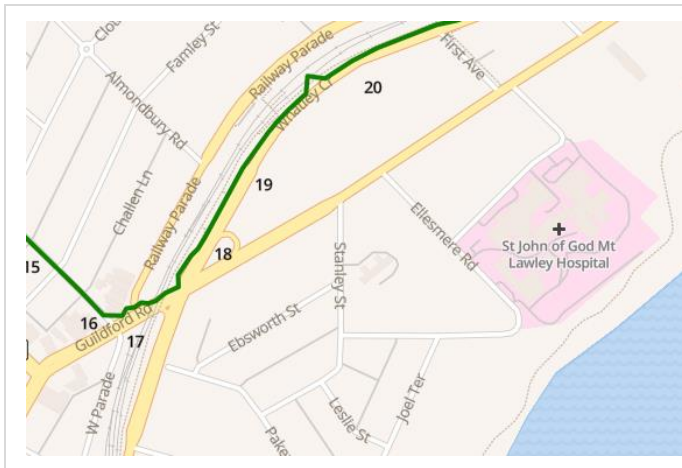 Farnley St
First Ave
Railway Parade
20
Whatley Cr
Almondbury Rd
Challen Ln
Railway Parade
19
Ellesmere Rd
St John of God Mt
Lawley Hospital
18
Stanley St
15
16
Guildford Rd
17
Ebsworth St
W Parade
Leslie St
Joel Ter